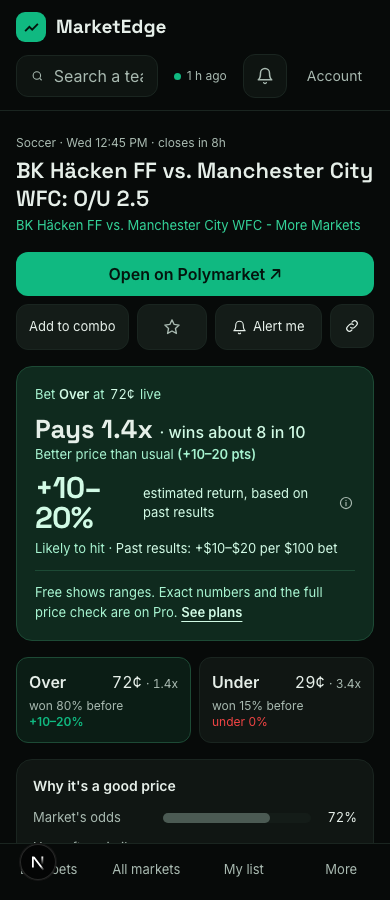 MarketEdge
Search a tea
1 h ago
Account
Soccer · Wed 12:45 PM · closes in 8h
BK Häcken FF vs. Manchester City
WFC: O/U 2.5
BK Häcken FF vs. Manchester City WFC - More Markets
Open on Polymarket ↗
Add to combo
Alert me
Bet Over at 72¢ live
Pays 1.4x · wins about 8 in 10
Better price than usual (+10–20 pts)
+10–
20%
estimated return, based on
past results
Likely to hit · Past results: +$10–$20 per $100 bet
Free shows ranges. Exact numbers and the full
price check are on Pro. See plans
Over 72¢ · 1.4x
won 80% before
+10–20%
Under 29¢ · 3.4x
won 15% before
under 0%
Why it's a good price
Market's odds 72%
N
bets
All markets
My list
More